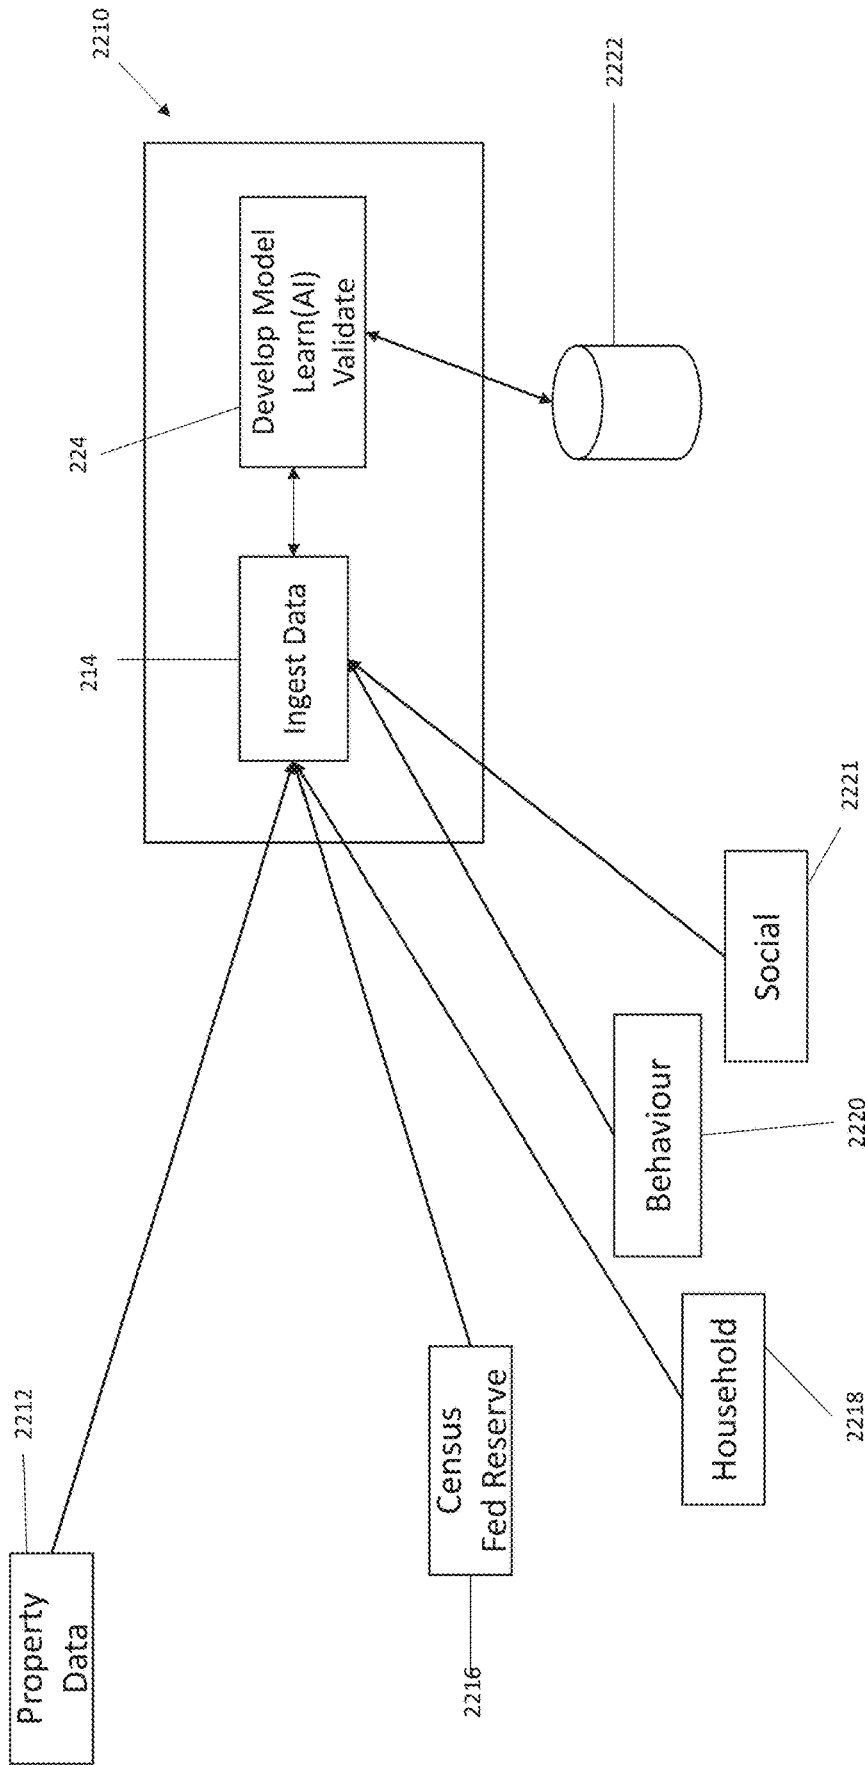 2210
224
Develop Model
Learn(AI)
Validate
214
Ingest Data
2222
2212
Property
Data
Census
Fed Reserve
2216
Household
2218
Behaviour
2220
Social
2221